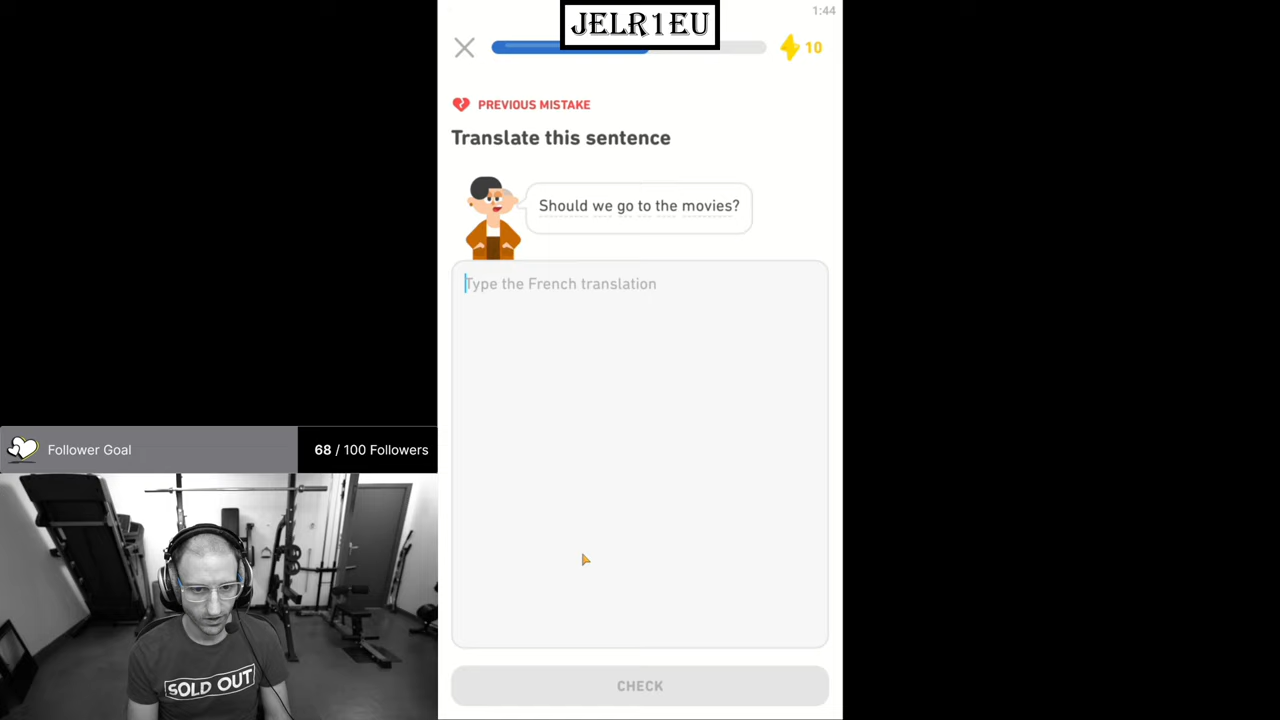 JELR1EU
1:44
10
PREVIOUS MISTAKE
Translate this sentence
Should we go to the movies?
Type the French translation
CHECK
Follower Goal
68 / 100 Followers
SOLD OUT